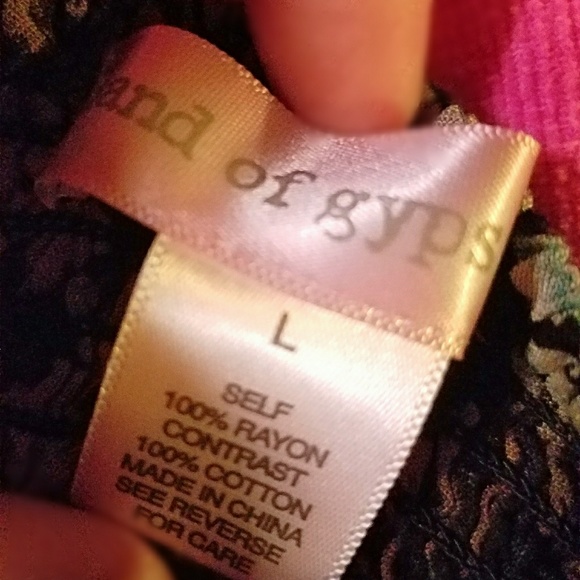 and of gyps
L
SELF
100% RAYON
CONTRAST
100% COTTON
MADE IN CHINA
SEE REVERSE
FOR CARE